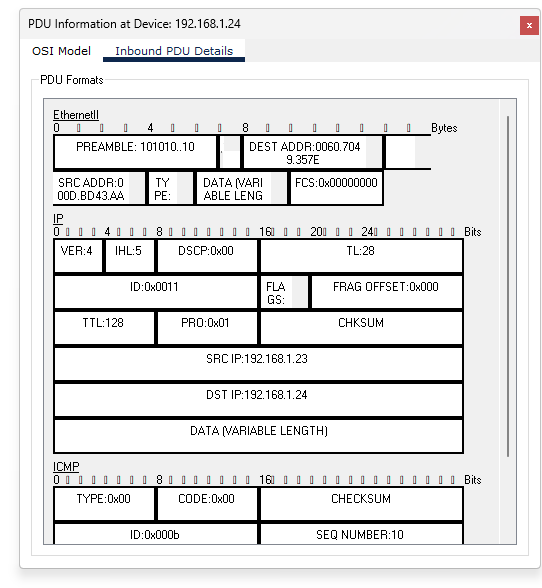 PDU Information at Device: 192.168.1.24
x
OSI Model Inbound PDU Details
PDU Formats
EthernetII
0 4 8 Bytes
PREAMBLE: 101010..10 DEST ADDR:0060.704
9.357E
SRC ADDR:0 TY DATA (VARI FCS:0x00000000
00D.BD43.AA PE: ABLE LENG
IP
0 4 8 16 20 24 Bits
VER:4 IHL:5 DSCP:0x00 TL:28
ID:0x0011 FLA FRAG OFFSET:0x000
GS:
TTL:128 PRO:0x01 CHKSUM
SRC IP:192.168.1.23
DST IP:192.168.1.24
DATA (VARIABLE LENGTH)
ICMP
0 8 16 Bits
TYPE:0x00 CODE:0x00 CHECKSUM
ID:0x000b SEQ NUMBER:10